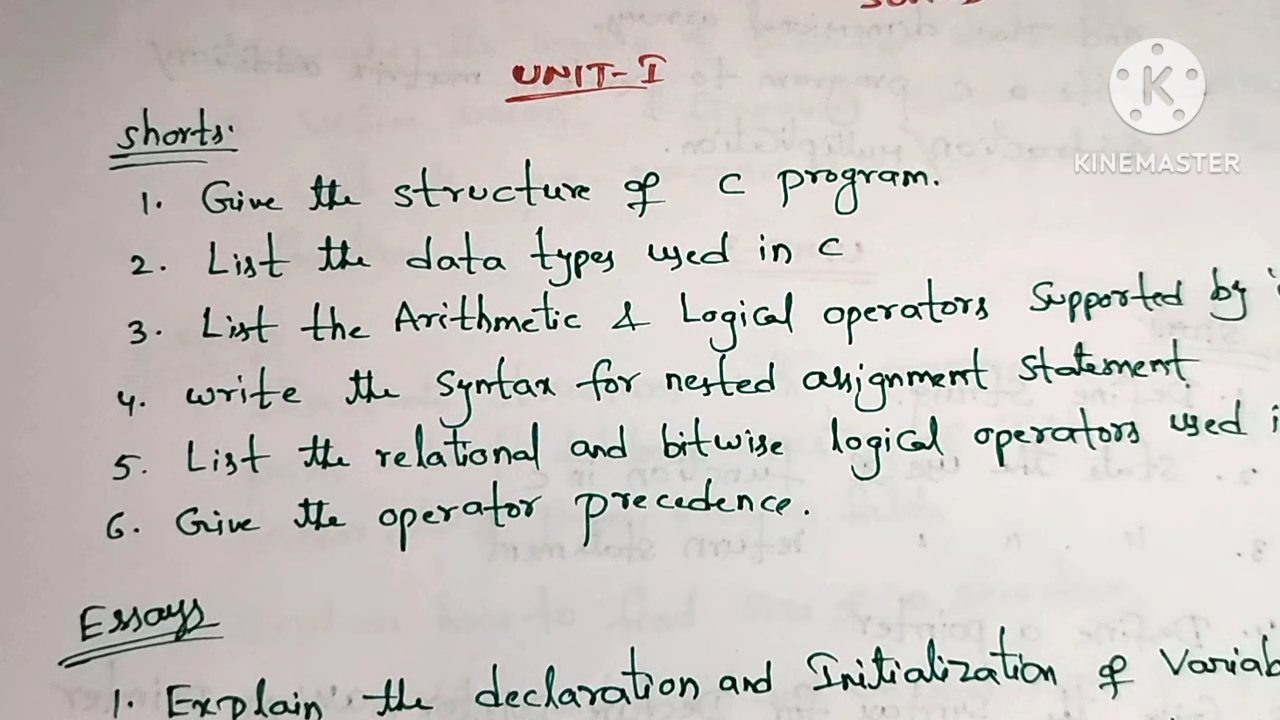 UNIT-I
KINEMASTER
Shorts.
1. Give the structure of C program.
2. List the data types used in C
3. List the Arithmetic & Logical operators supported by
4. write the syntax for nested assignment statement
5. List the relational and bitwise logical operators used
6. Give the operator precedence.
Essays
1. Explain the declaration and Initialization of